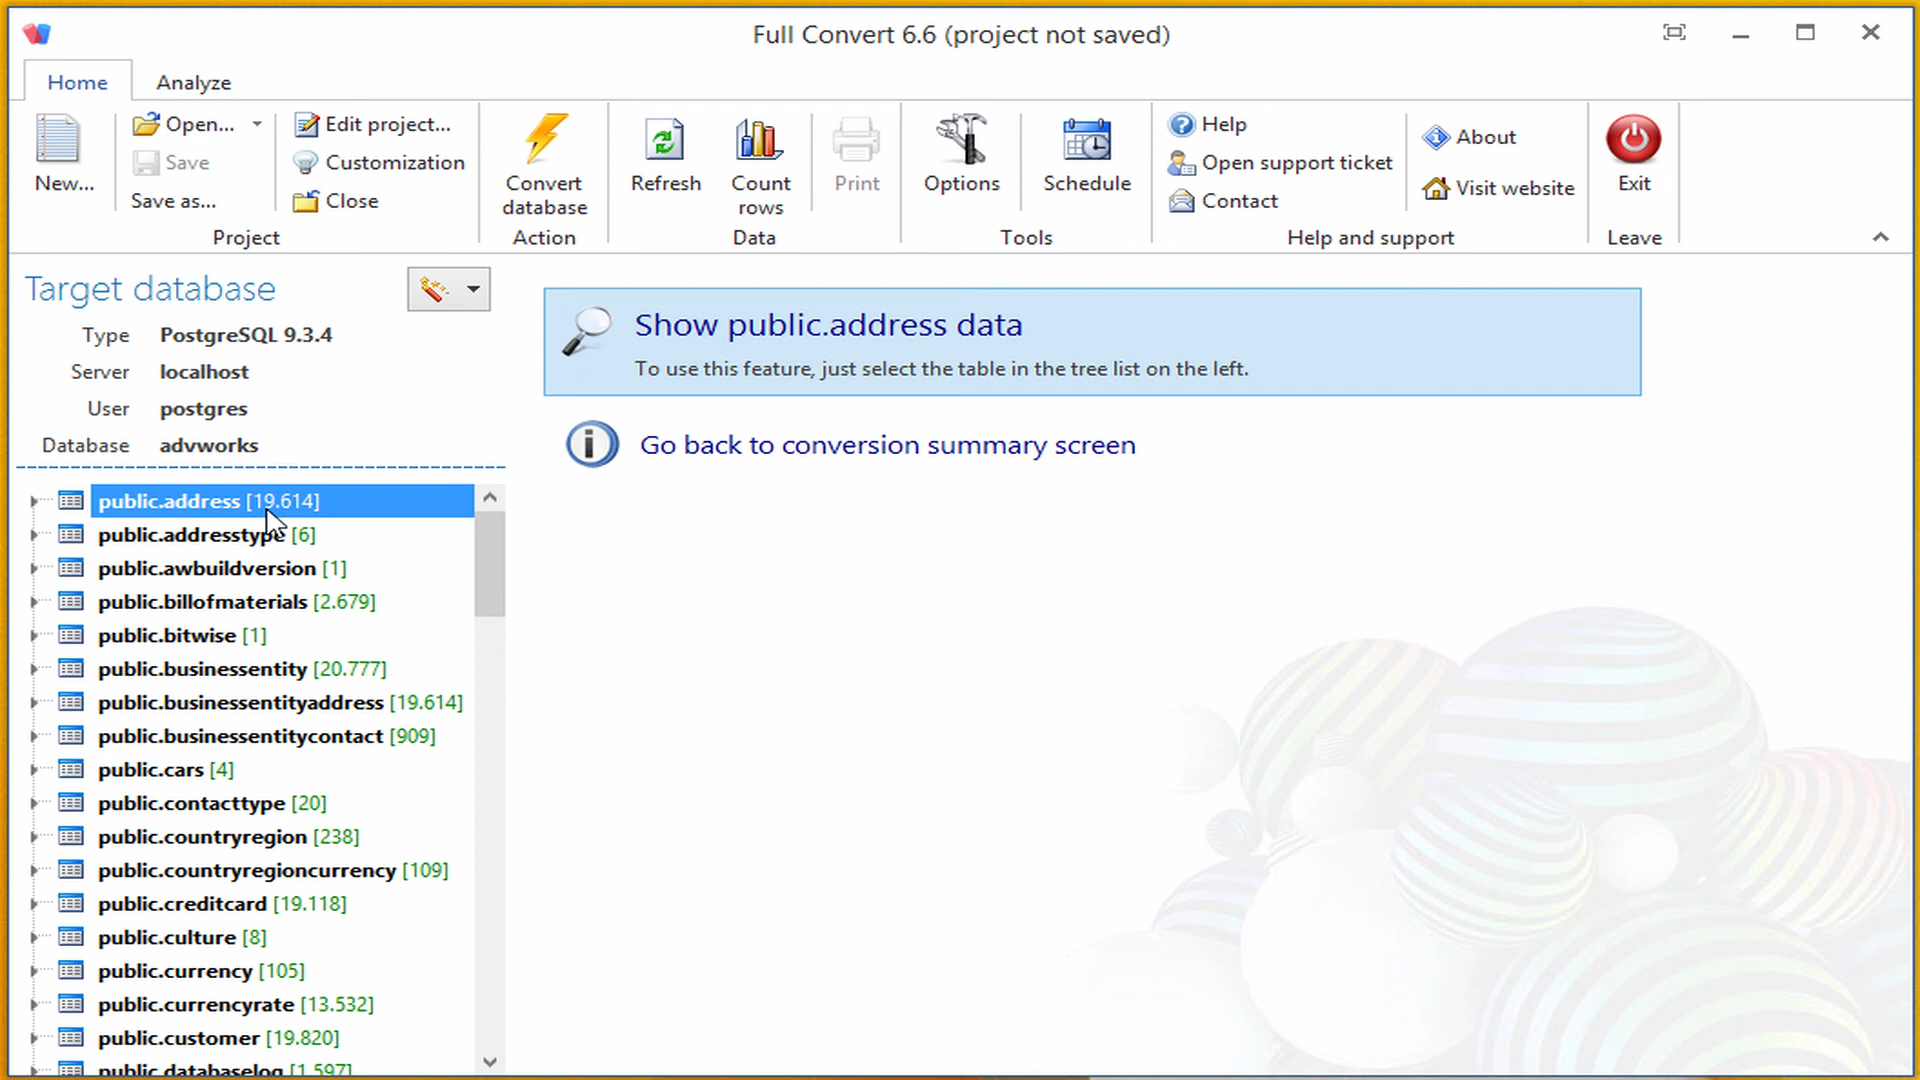 Full Convert 6.6 (project not saved)
Home
Analyze
New...
Open...
Save
Save as...
Edit project...
Customization
Close
Project
Convert
database
Action
Refresh
Count
rows
Print
Data
Options
Schedule
Tools
Help
Open support ticket
Contact
About
Visit website
Help and support
Exit
Leave
Target database
Type PostgreSQL 9.3.4
Server localhost
User postgres
Database advworks
public.address [19.614]
public.addresstype [6]
public.awbuildversion [1]
public.billofmaterials [2.679]
public.bitwise [1]
public.businessentity [20.777]
public.businessentityaddress [19.614]
public.businessentitycontact [909]
public.cars [4]
public.contacttype [20]
public.countryregion [238]
public.countryregioncurrency [109]
public.creditcard [19.118]
public.culture [8]
public.currency [105]
public.currencyrate [13.532]
public.customer [19.820]
public.databaselog [1.597]
Show public.address data
To use this feature, just select the table in the tree list on the left.
Go back to conversion summary screen